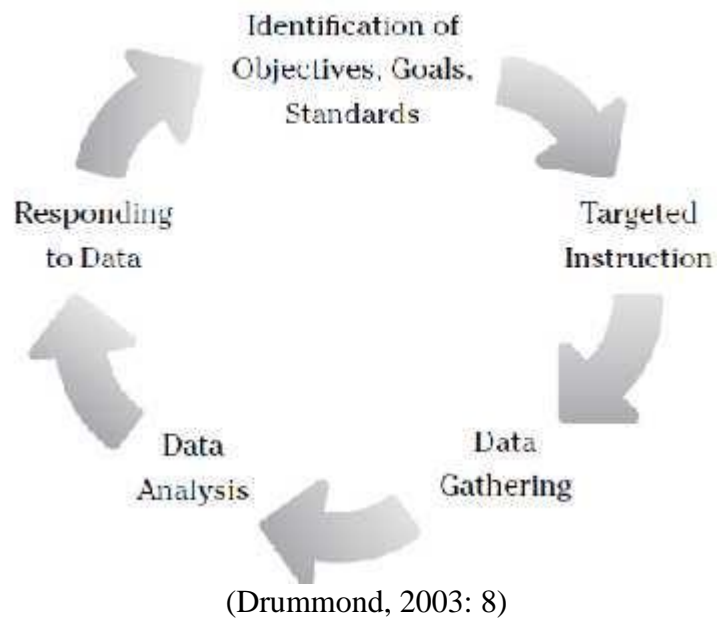 Identification of
Objectives, Goals,
Standards
Targeted
Instruction
Data
Gathering
Data
Analysis
Responding
to Data
(Drummond, 2003: 8)